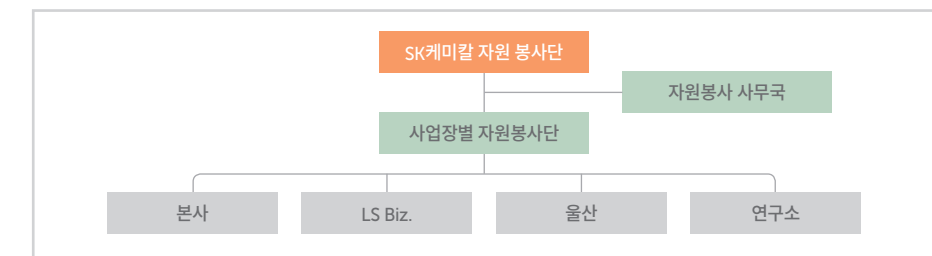 SK케미칼 자원 봉사단
자원봉사 사무국
사업장별 자원봉사단
본사
LS Biz.
울산
연구소